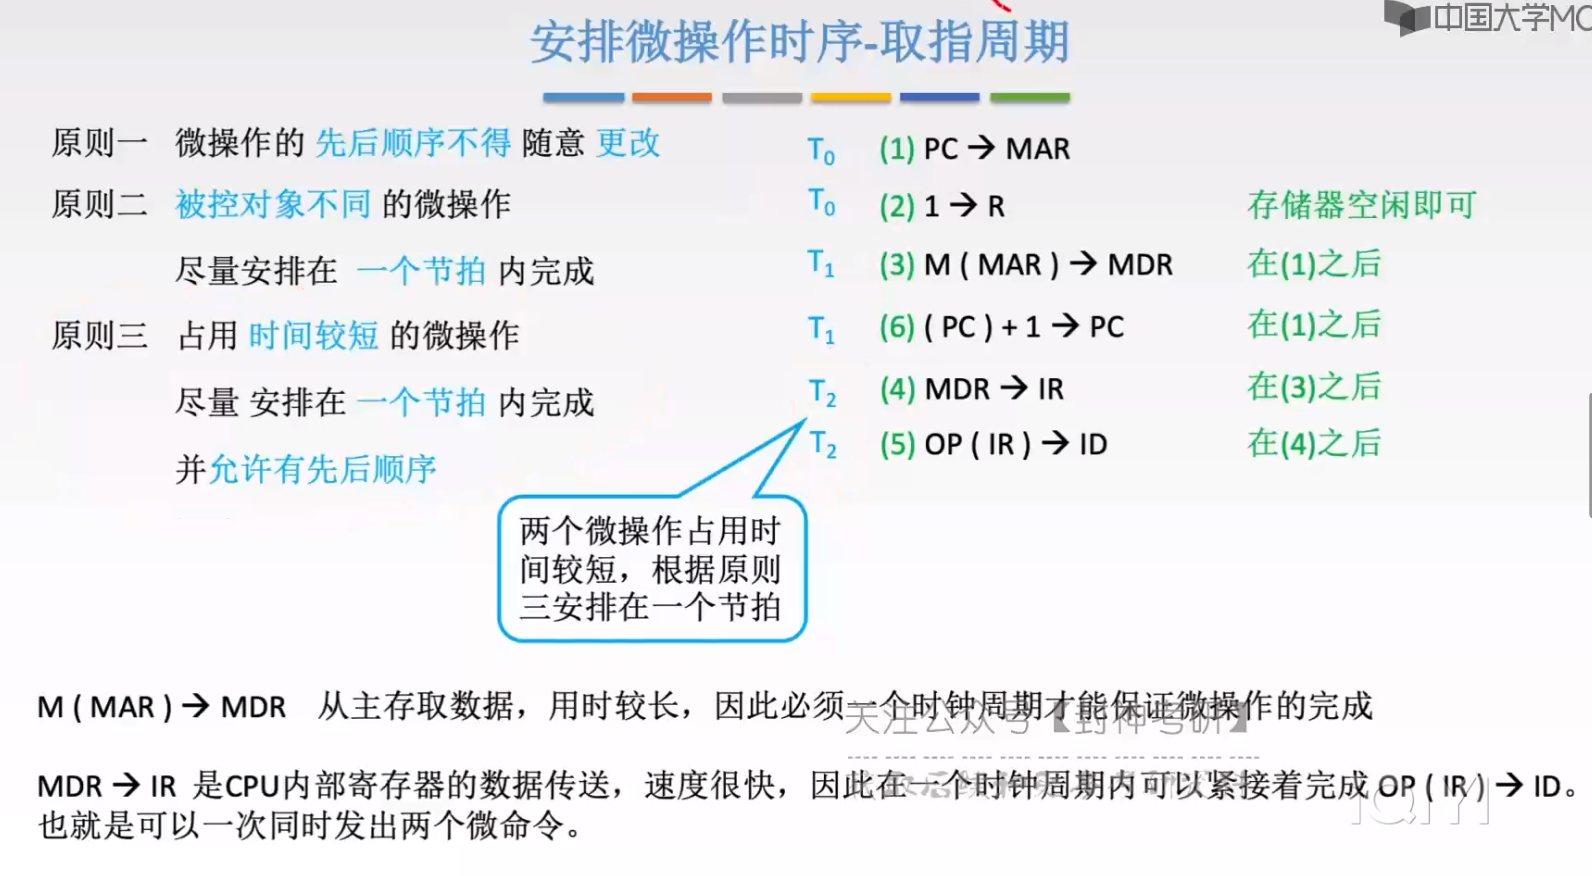 中国大学MO
安排微操作时序-取指周期
原则一 微操作的 先后顺序不得 随意 更改
原则二 被控对象不同 的微操作
尽量安排在 一个节拍 内完成
原则三 占用 时间较短 的微操作
尽量 安排在 一个节拍 内完成
并允许有先后顺序
T0 (1) PC → MAR
T0 (2) 1 → R 存储器空闲即可
T1 (3) M ( MAR ) → MDR 在(1)之后
T1 (6) ( PC ) + 1 → PC 在(1)之后
T2 (4) MDR → IR 在(3)之后
T2 (5) OP ( IR ) → ID 在(4)之后
两个微操作占用时
间较短，根据原则
三安排在一个节拍
M ( MAR ) → MDR 从主存取数据，用时较长，因此必须一个时钟周期才能保证微操作的完成
关注公众号【封神考研】
MDR → IR 是CPU内部寄存器的数据传送，速度很快，因此在一个时钟周期内可以紧接着完成 OP ( IR ) → ID。
也就是可以一次同时发出两个微命令。
iQIYI